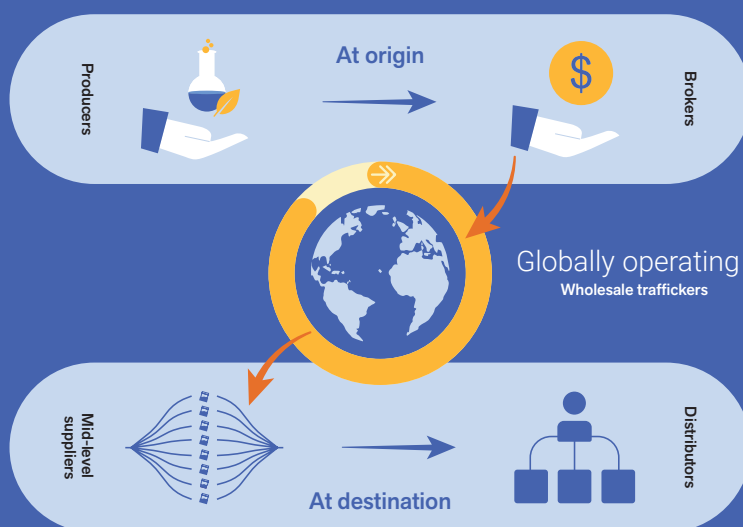 At origin
Producers
$
Brokers
Globally operating
Wholesale traffickers
Mid-level
suppliers
Distributors
At destination